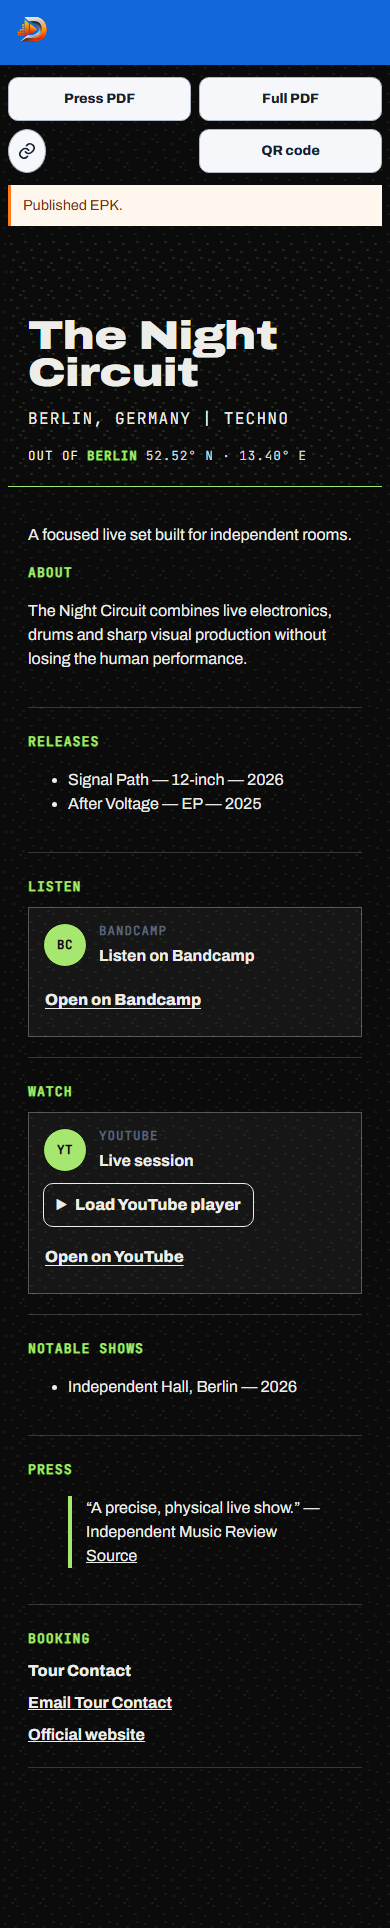 Press PDF
Full PDF
QR code
Published EPK.
The Night
Circuit
BERLIN, GERMANY | TECHNO
OUT OF BERLIN 52.52° N · 13.40° E
A focused live set built for independent rooms.
ABOUT
The Night Circuit combines live electronics,
drums and sharp visual production without
losing the human performance.
RELEASES
• Signal Path — 12-inch — 2026
• After Voltage — EP — 2025
LISTEN
BC
BANDCAMP
Listen on Bandcamp
Open on Bandcamp
WATCH
YT
YOUTUBE
Live session
▶ Load YouTube player
Open on YouTube
NOTABLE SHOWS
• Independent Hall, Berlin — 2026
PRESS
“A precise, physical live show.” —
Independent Music Review
Source
BOOKING
Tour Contact
Email Tour Contact
Official website